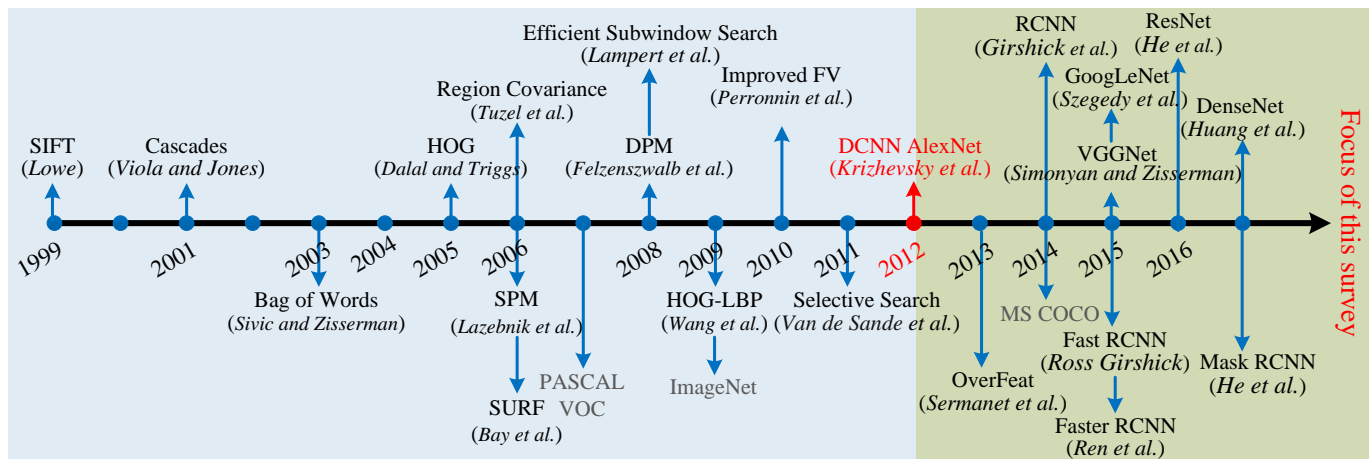 SIFT
(Lowe)
Cascades
(Viola and Jones)
HOG
(Dalal and Triggs)
Region Covariance
(Tuzel et al.)
Efficient Subwindow Search
(Lampert et al.)
DPM
(Felzenszwalb et al.)
Improved FV
(Perronnin et al.)
DCNN AlexNet
(Krizhevsky et al.)
RCNN
(Girshick et al.)
GoogLeNet
(Szegedy et al.)
VGGNet
(Simonyan and Zisserman)
ResNet
(He et al.)
DenseNet
(Huang et al.)
Focus of this survey
1999
2001
2003
2004
2005
2006
2008
2009
2010
2011
2012
2013
2014
2015
2016
Bag of Words
(Sivic and Zisserman)
SPM
(Lazebnik et al.)
SURF
(Bay et al.)
PASCAL
VOC
HOG-LBP
(Wang et al.)
ImageNet
Selective Search
(Van de Sande et al.)
OverFeat
(Sermanet et al.)
MS COCO
Fast RCNN
(Ross Girshick)
Faster RCNN
(Ren et al.)
Mask RCNN
(He et al.)